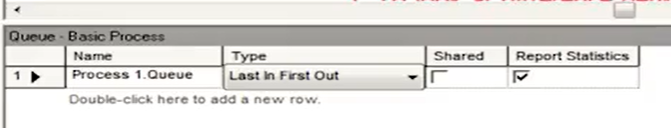 Queue - Basic Process
Name Type Shared Report Statistics
1 Process 1.Queue Last In First Out
Double-click here to add a new row.